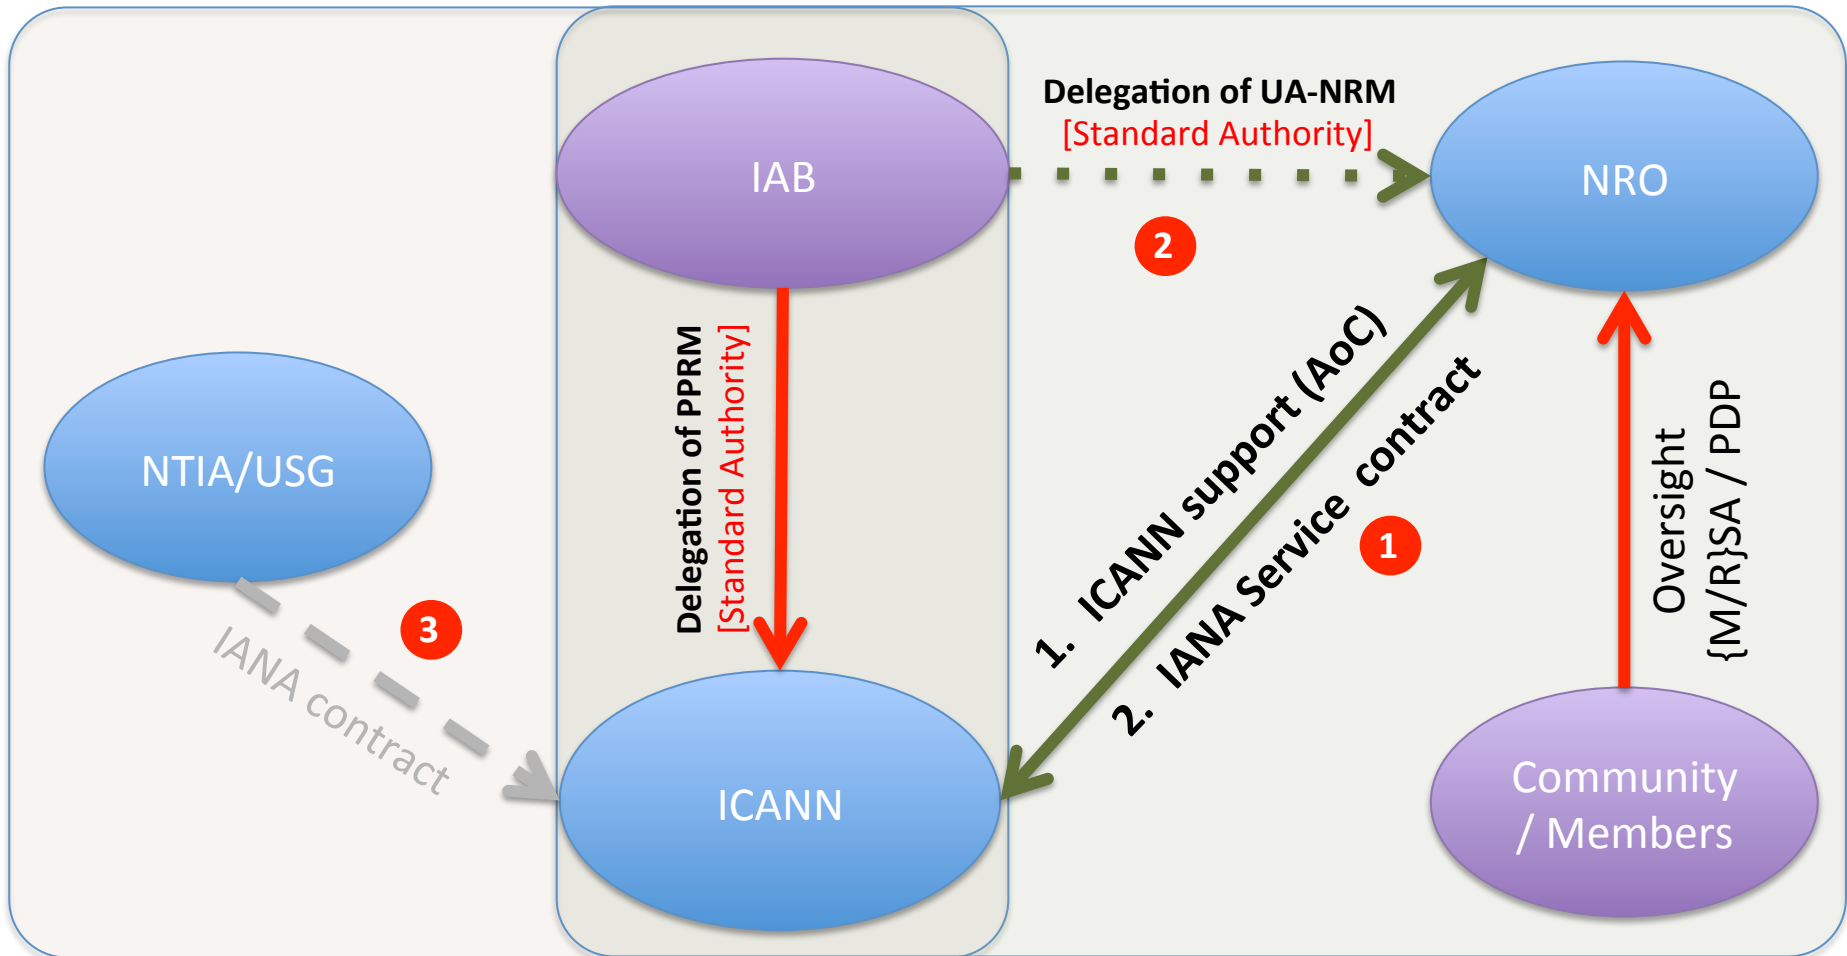 IAB
Delegation of UA-NRM
[Standard Authority]
NRO
2
Delegation of PPRM
[Standard Authority]
NTIA/USG
3
IANA contract
1. ICANN support (AoC)
2. IANA Service contract
1
Oversight
{M/R}SA / PDP
ICANN
Community
/ Members